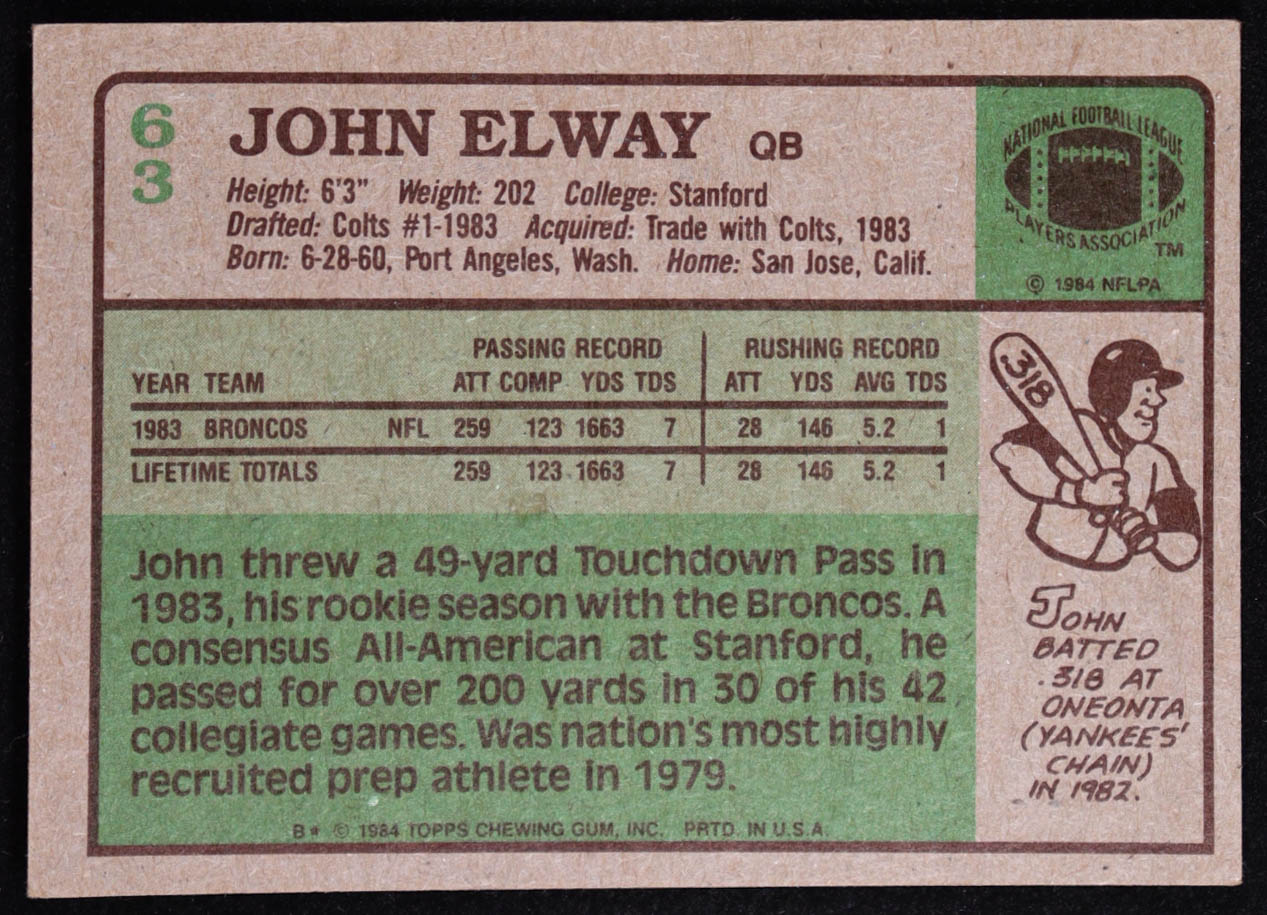 63
JOHN ELWAY QB
Height: 6'3" Weight: 202 College: Stanford
Drafted: Colts #1-1983 Acquired: Trade with Colts, 1983
Born: 6-28-60, Port Angeles, Wash. Home: San Jose, Calif.
NATIONAL FOOTBALL LEAGUE
PLAYERS ASSOCIATION
TM
© 1984 NFLPA
PASSING RECORD RUSHING RECORD
YEAR TEAM ATT COMP YDS TDS ATT YDS AVG TDS
1983 BRONCOS NFL 259 123 1663 7 28 146 5.2 1
LIFETIME TOTALS 259 123 1663 7 28 146 5.2 1
John threw a 49-yard Touchdown Pass in
1983, his rookie season with the Broncos. A
consensus All-American at Stanford, he
passed for over 200 yards in 30 of his 42
collegiate games. Was nation's most highly
recruited prep athlete in 1979.
.318
JOHN
BATTED
.318 AT
ONEONTA
(YANKEES'
CHAIN)
IN 1982.
B* © 1984 TOPPS CHEWING GUM, INC. PRTD. IN U.S.A.